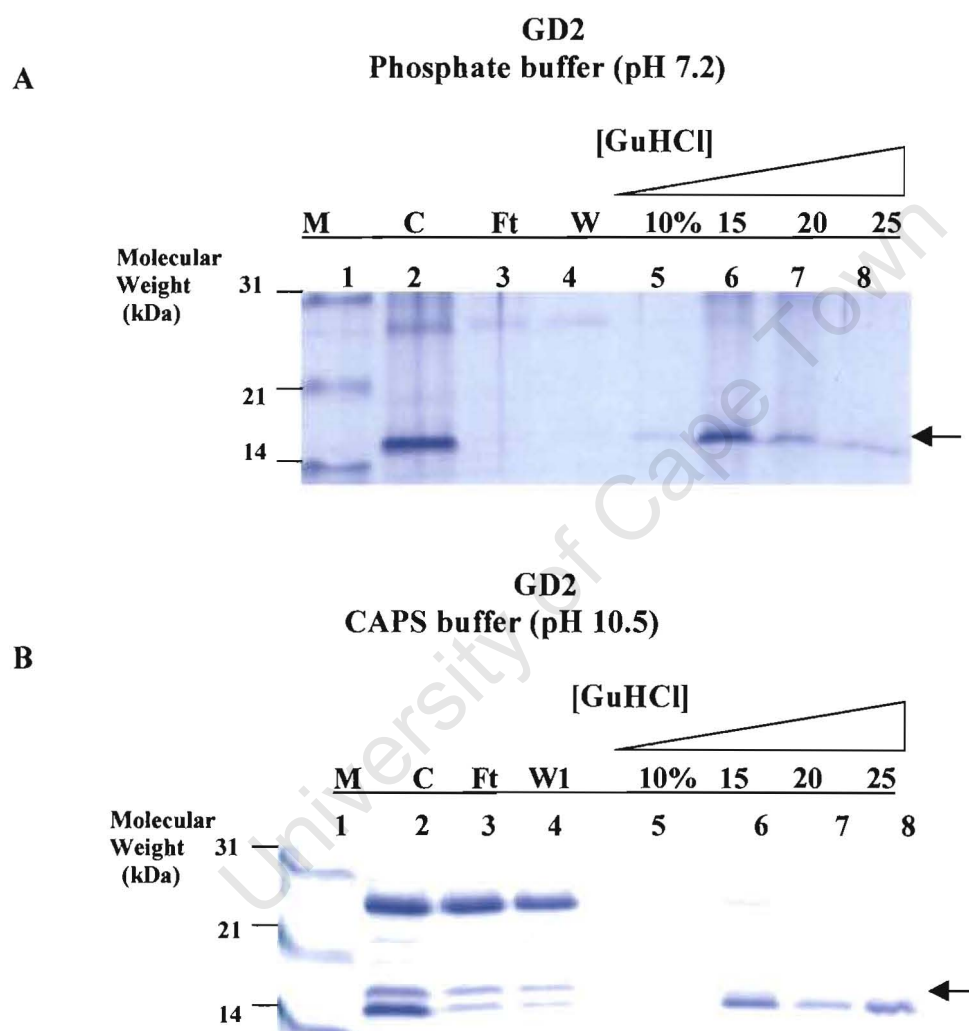 GD2
Phosphate buffer (pH 7.2)
A
[GuHCl]
M C Ft W 10% 15 20 25
Molecular
Weight
(kDa)
1 2 3 4 5 6 7 8
31
21
14
GD2
CAPS buffer (pH 10.5)
B
[GuHCl]
M C Ft W1 10% 15 20 25
Molecular
Weight
(kDa)
1 2 3 4 5 6 7 8
31
21
14
University of Cape Town